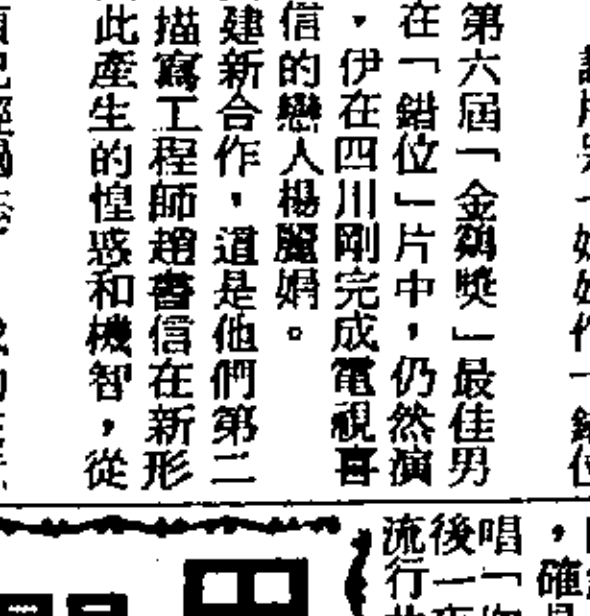 第六屆「金鷄獎」最佳男
在「錯位」片中，仍然演
，伊在四川剛完成電視喜
信的戀人楊麗娟。
建新合作，這是他們第二
描寫工程師趙書信在新形
此產生的惶惑和機智，從
，確
唱「
後一
流行